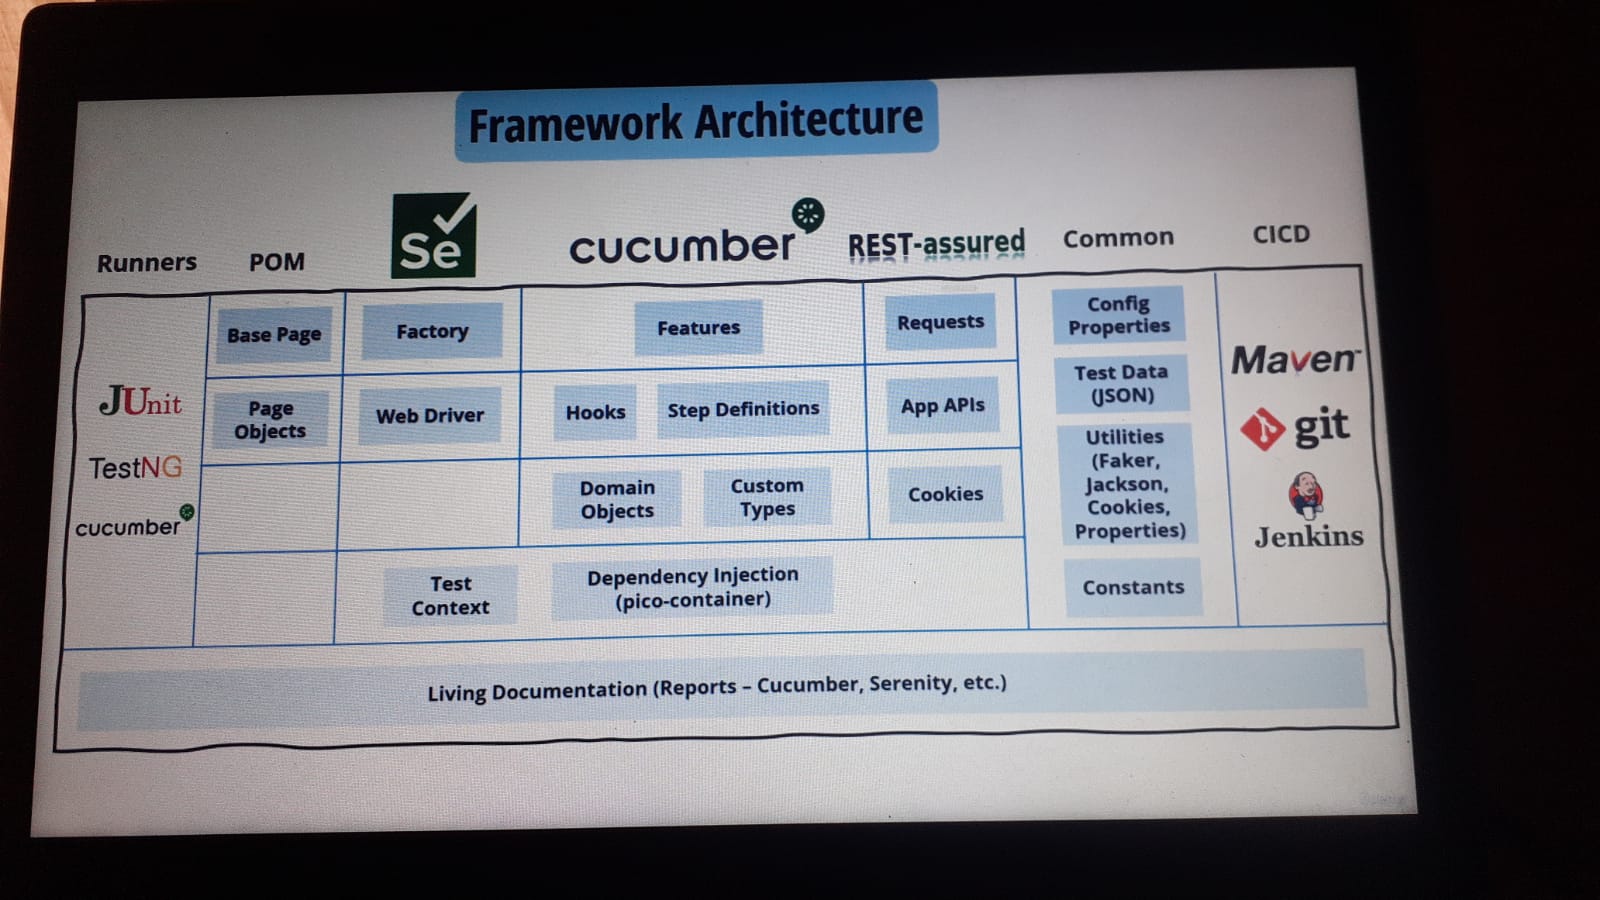 Framework Architecture
Runners
POM
Se
cucumber
REST-assured
Common
CICD
Base Page
Factory
Features
Requests
Config
Properties
Maven
JUnit
Page
Objects
Web Driver
Hooks
Step Definitions
App APIs
Test Data
(JSON)
git
TestNG
Domain
Objects
Custom
Types
Cookies
Utilities
(Faker,
Jackson,
Cookies,
Properties)
Jenkins
cucumber
Test
Context
Dependency Injection
(pico-container)
Constants
Living Documentation (Reports – Cucumber, Serenity, etc.)